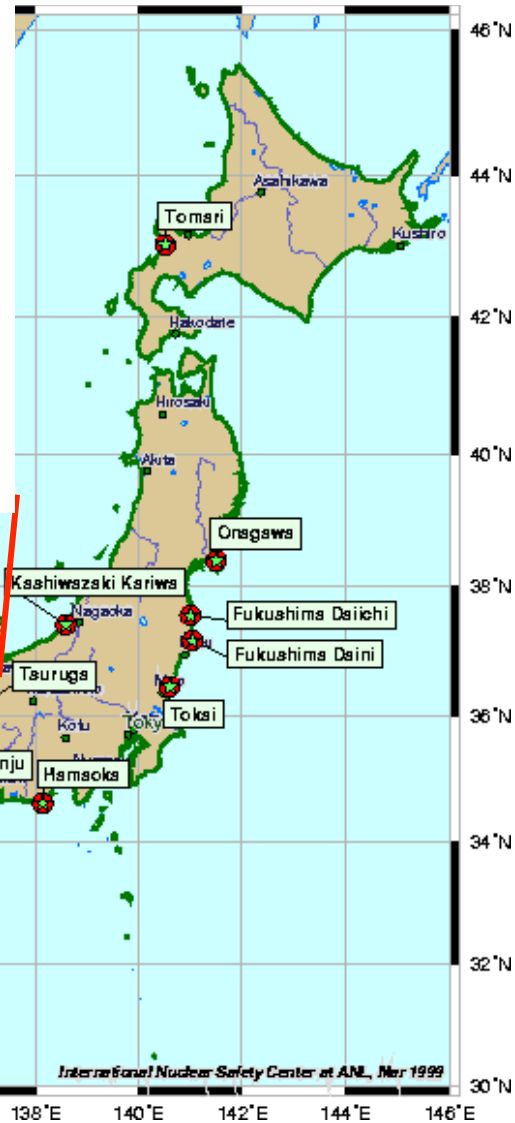 46°N
44°N
Asahikawa
Tomari
Kushiro
42°N
Hakodate
Hirosaki
40°N
Akita
Onagawa
38°N
Kashiwazaki Kariwa
Nagaoka
Fukushima Daiichi
Fukushima Daini
Tsuruga
Tokai
36°N
Kofu
Toky
nju
Hamaoka
34°N
32°N
International Nuclear Safety Center at ANL, Mar 1999
30°N
138°E 140°E 142°E 144°E 146°E